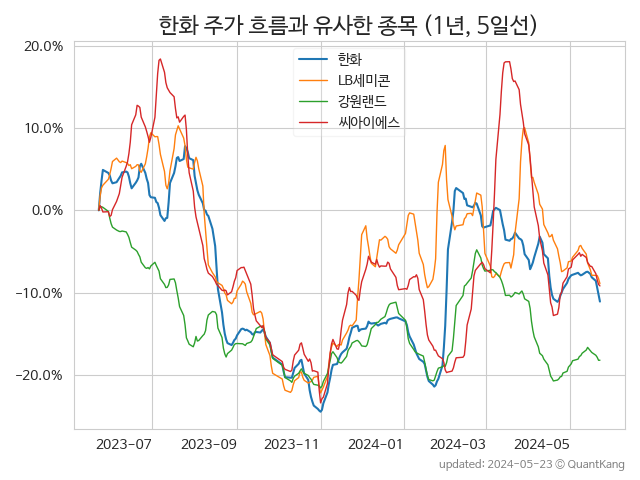 한화 주가 흐름과 유사한 종목 (1년, 5일선)
한화
LB세미콘
강원랜드
씨아이에스
20.0%
10.0%
0.0%
−10.0%
−20.0%
2023-07 2023-09 2023-11 2024-01 2024-03 2024-05
updated: 2024-05-23 © QuantKang